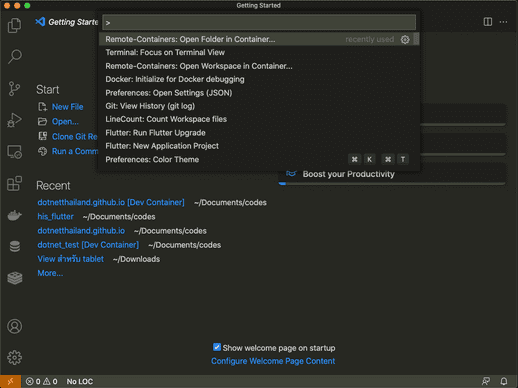 Getting Started
Getting Started
>
Remote-Containers: Open Folder in Container...
recently used
Terminal: Focus on Terminal View
Remote-Containers: Open Workspace in Container...
Docker: Initialize for Docker debugging
Preferences: Open Settings (JSON)
Git: View History (git log)
LineCount: Count Workspace files
Flutter: Run Flutter Upgrade
Flutter: New Application Project
Preferences: Color Theme
⌘ K ⌘ T
Start
New File
Open...
Clone Git
Run a
Boost your Productivity
Recent
dotnetthailand.github.io [Dev Container] ~/Documents/codes
his_flutter ~/Documents/codes
dotnetthailand.github.io ~/Documents/codes
dotnet_test [Dev Container] ~/Documents/codes
View สำหรับ tablet ~/Downloads
More...
Show welcome page on startup
Configure Welcome Page Content
0 0 No LOC